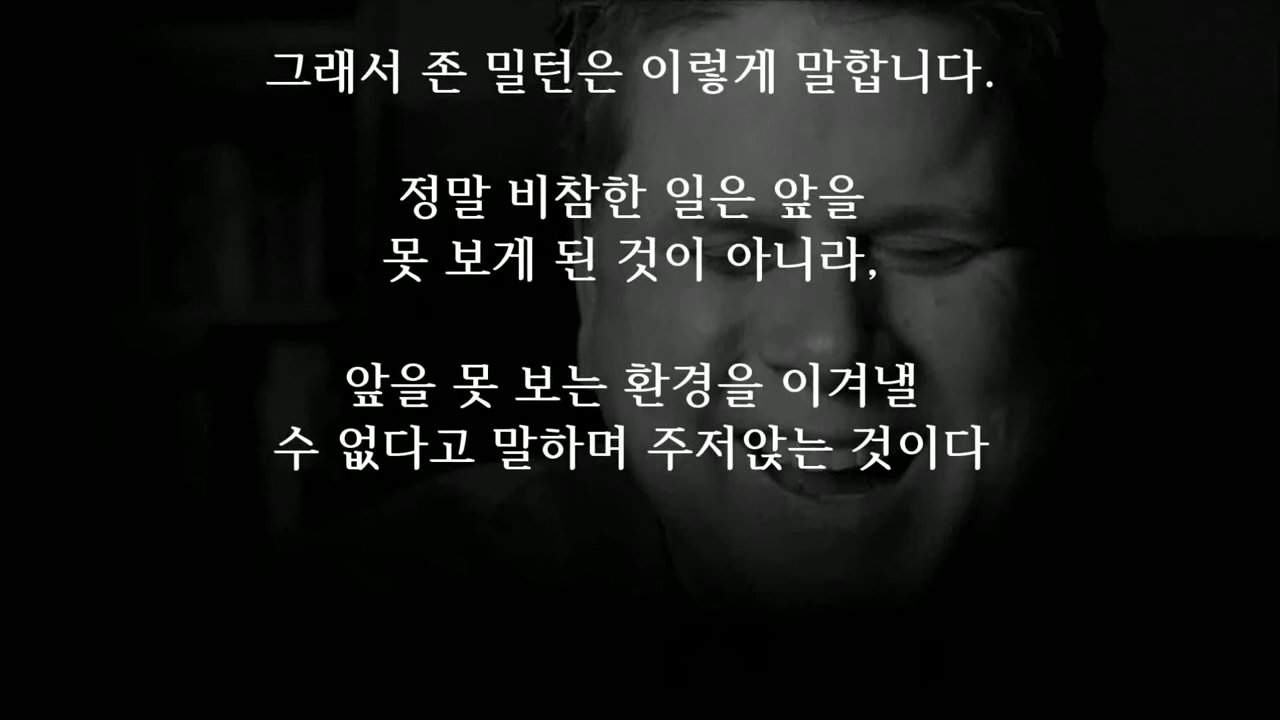 그래서 존 밀턴은 이렇게 말합니다.
정말 비참한 일은 앞을
못 보게 된 것이 아니라,
앞을 못 보는 환경을 이겨낼
수 없다고 말하며 주저앉는 것이다